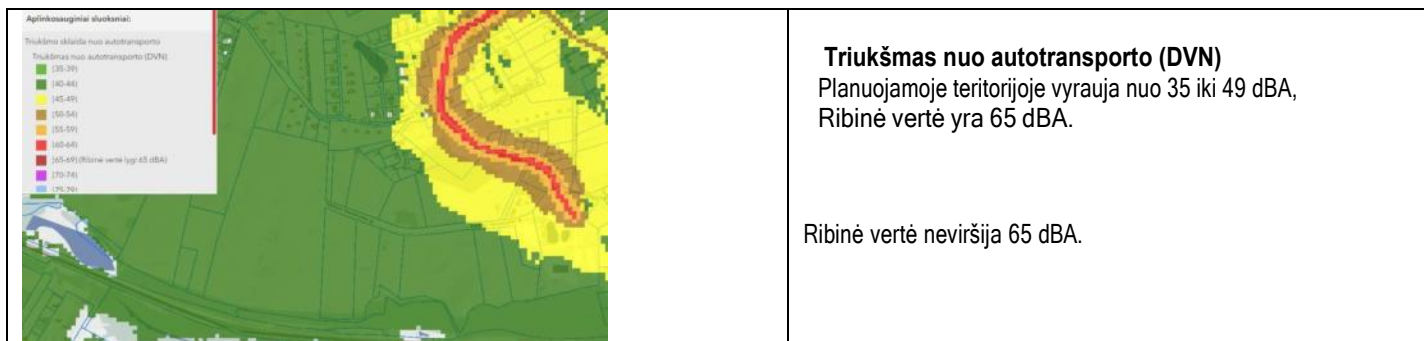 Aplinkosauginiai sluoksniai:
Triukšmo sklaida nuo autotransporto
Triukšmas nuo autotransporto (DVN)
(35-39)
(40-44)
(45-49)
(50-54)
(55-59)
(60-64)
(65-69) (Ribinė vertė lygi 65 dBA)
(70-74)
(75-79)
Triukšmas nuo autotransporto (DVN)
Planuojamoje teritorijoje vyrauja nuo 35 iki 49 dBA,
Ribinė vertė yra 65 dBA.
Ribinė vertė neviršija 65 dBA.